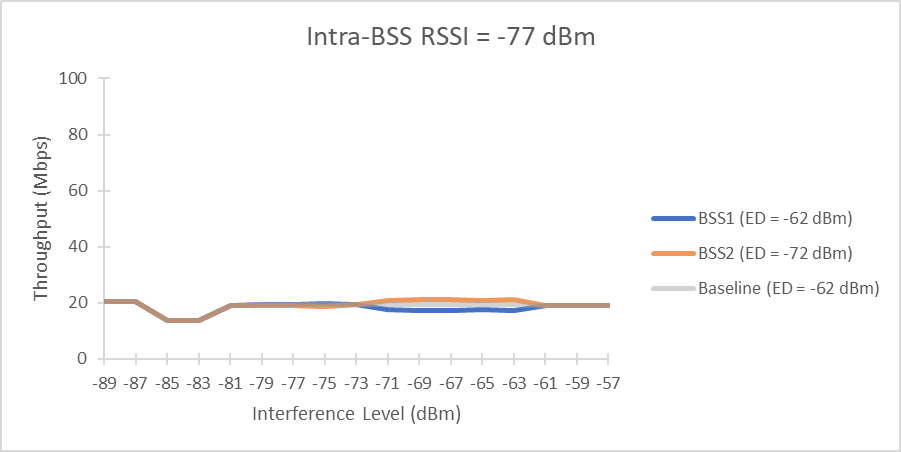 Intra-BSS RSSI = -77 dBm
Throughput (Mbps)
100
80
60
40
20
0
-89 -87 -85 -83 -81 -79 -77 -75 -73 -71 -69 -67 -65 -63 -61 -59 -57
Interference Level (dBm)
BSS1 (ED = -62 dBm)
BSS2 (ED = -72 dBm)
Baseline (ED = -62 dBm)